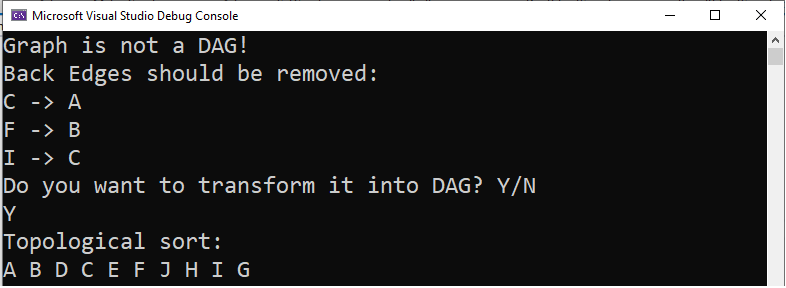 Microsoft Visual Studio Debug Console
Graph is not a DAG!
Back Edges should be removed:
C -> A
F -> B
I -> C
Do you want to transform it into DAG? Y/N
Y
Topological sort:
A B D C E F J H I G